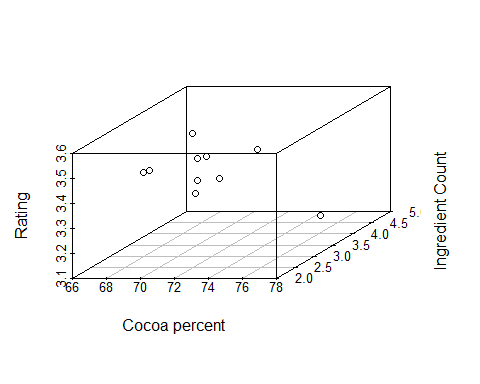 Rating
3.1 3.2 3.3 3.4 3.5 3.6
66 68 70 72 74 76 78
Cocoa percent
2.0 2.5 3.0 3.5 4.0 4.5 5.
Ingredient Count